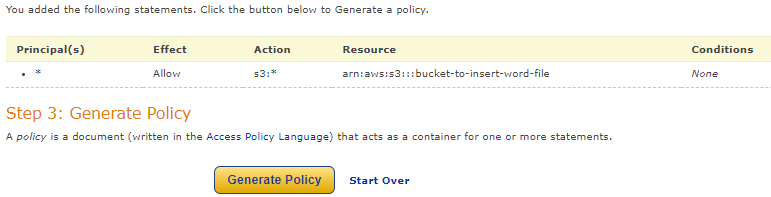 You added the following statements. Click the button below to Generate a policy.
Principal(s) Effect Action Resource Conditions
• * Allow s3:* arn:aws:s3:::bucket-to-insert-word-file None
Step 3: Generate Policy
A policy is a document (written in the Access Policy Language) that acts as a container for one or more statements.
Generate Policy Start Over